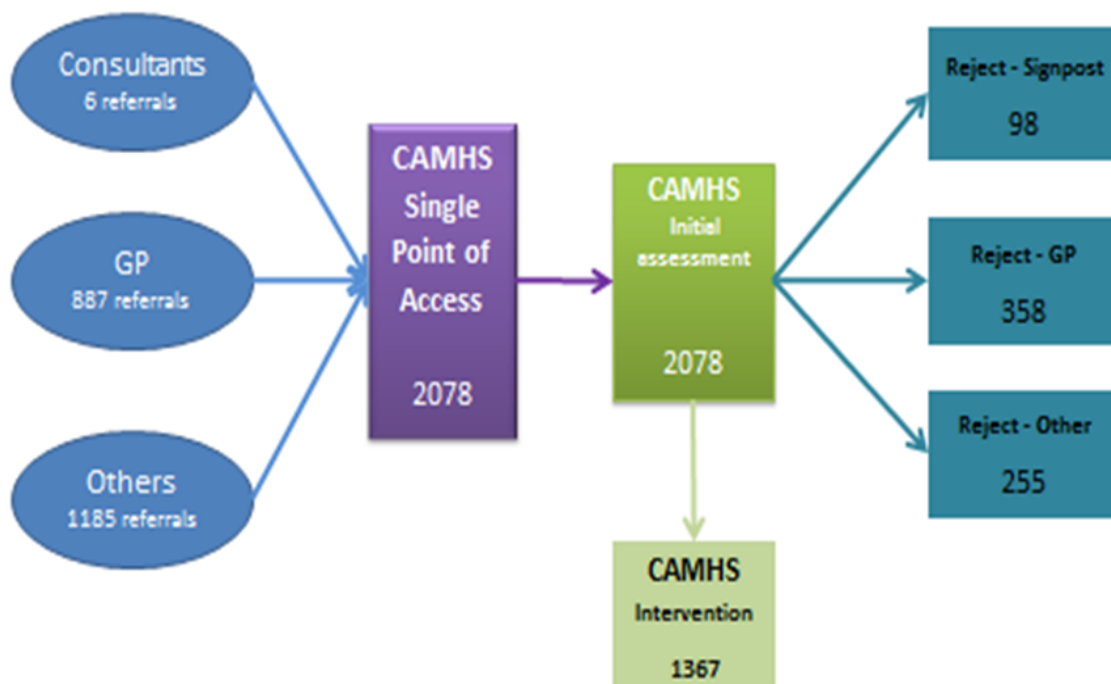 Consultants
6 referrals
GP
887 referrals
Others
1185 referrals
CAMHS
Single
Point of
Access
2078
CAMHS
Initial
assessment
2078
CAMHS
Intervention
1367
Reject - Signpost
98
Reject - GP
358
Reject - Other
255